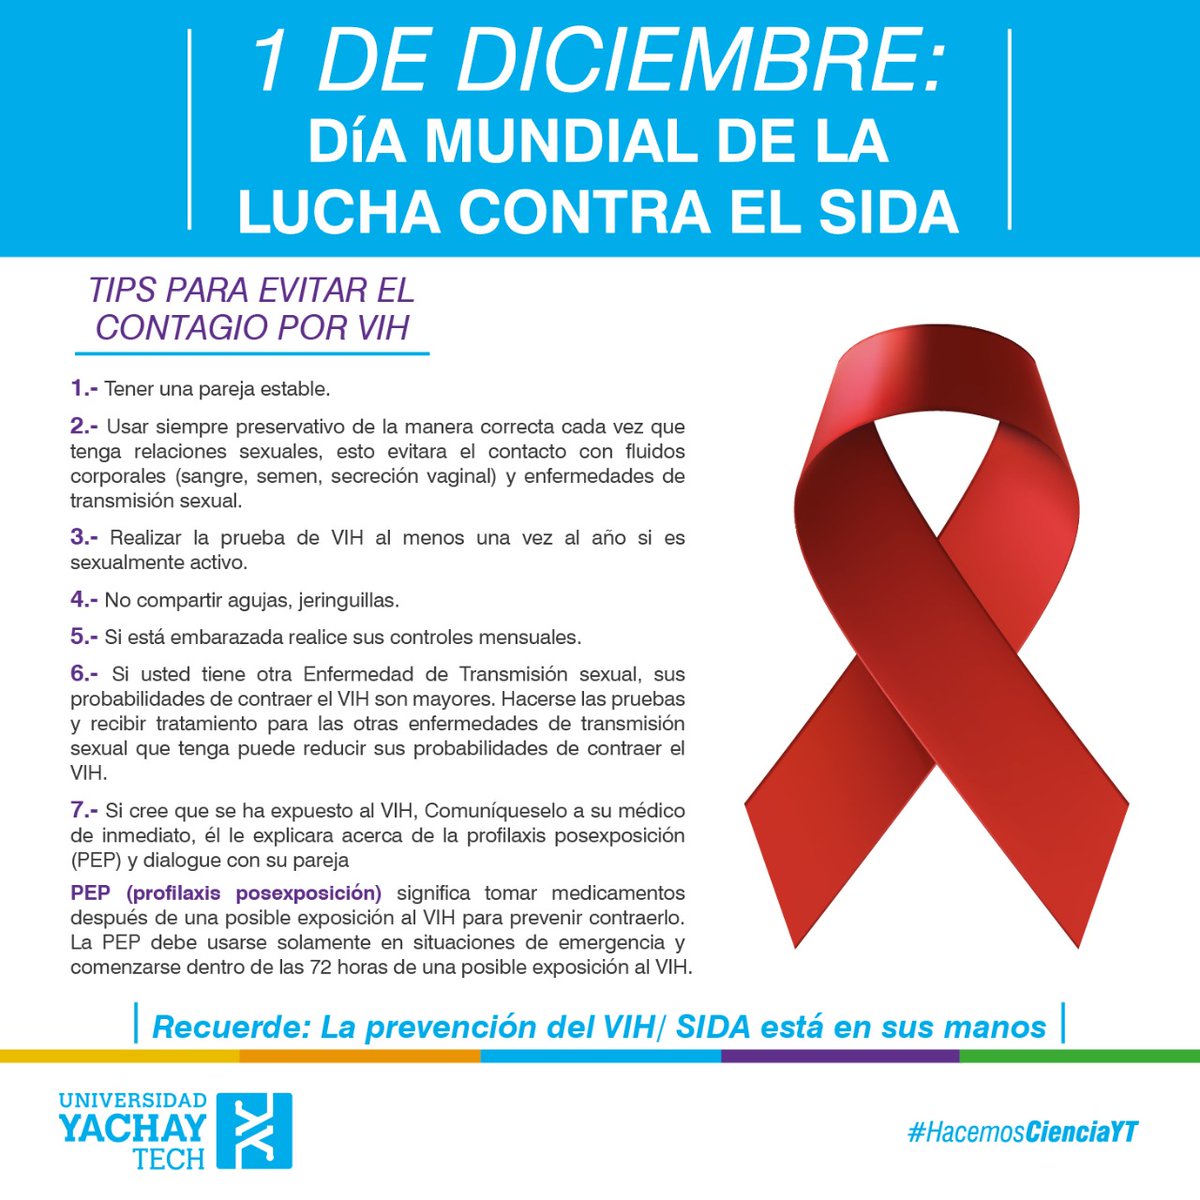 1 DE DICIEMBRE:
DíA MUNDIAL DE LA
LUCHA CONTRA EL SIDA
TIPS PARA EVITAR EL
CONTAGIO POR VIH
1.- Tener una pareja estable.
2.- Usar siempre preservativo de la manera correcta cada vez que
tenga relaciones sexuales, esto evitara el contacto con fluidos
corporales (sangre, semen, secreción vaginal) y enfermedades de
transmisión sexual.
3.- Realizar la prueba de VIH al menos una vez al año si es
sexualmente activo.
4.- No compartir agujas, jeringuillas.
5.- Si está embarazada realice sus controles mensuales.
6.- Si usted tiene otra Enfermedad de Transmisión sexual, sus
probabilidades de contraer el VIH son mayores. Hacerse las pruebas
y recibir tratamiento para las otras enfermedades de transmisión
sexual que tenga puede reducir sus probabilidades de contraer el
VIH.
7.- Si cree que se ha expuesto al VIH, Comuníqueselo a su médico
de inmediato, él le explicara acerca de la profilaxis posexposición
(PEP) y dialogue con su pareja
PEP (profilaxis posexposición) significa tomar medicamentos
después de una posible exposición al VIH para prevenir contraerlo.
La PEP debe usarse solamente en situaciones de emergencia y
comenzarse dentro de las 72 horas de una posible exposición al VIH.
Recuerde: La prevención del VIH/ SIDA está en sus manos
UNIVERSIDAD
YACHAY
TECH
#HacemosCienciaYT